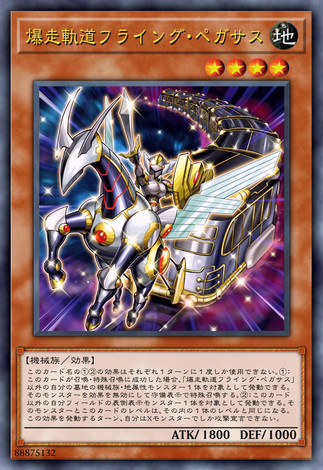 爆走軌道フライング・ペガサス
地
【機械族／効果】
このカード名の①②の効果はそれぞれ１ターンに１度しか使用できない。①：
このカードが召喚・特殊召喚に成功した場合、「爆走軌道フライング・ペガサス」
以外の自分の墓地の機械族・地属性モンスター１体を対象として発動できる。
そのモンスターを効果を無効にして守備表示で特殊召喚する。②：このカード
以外の自分フィールドの表側表示モンスター１体を対象として発動できる。そ
のモンスターとこのカードのレベルは、その内の１体のレベルと同じになる。
この効果を発動するターン、自分はXモンスターでしか攻撃宣言できない。
ATK/ 1800 DEF/1000
88875132